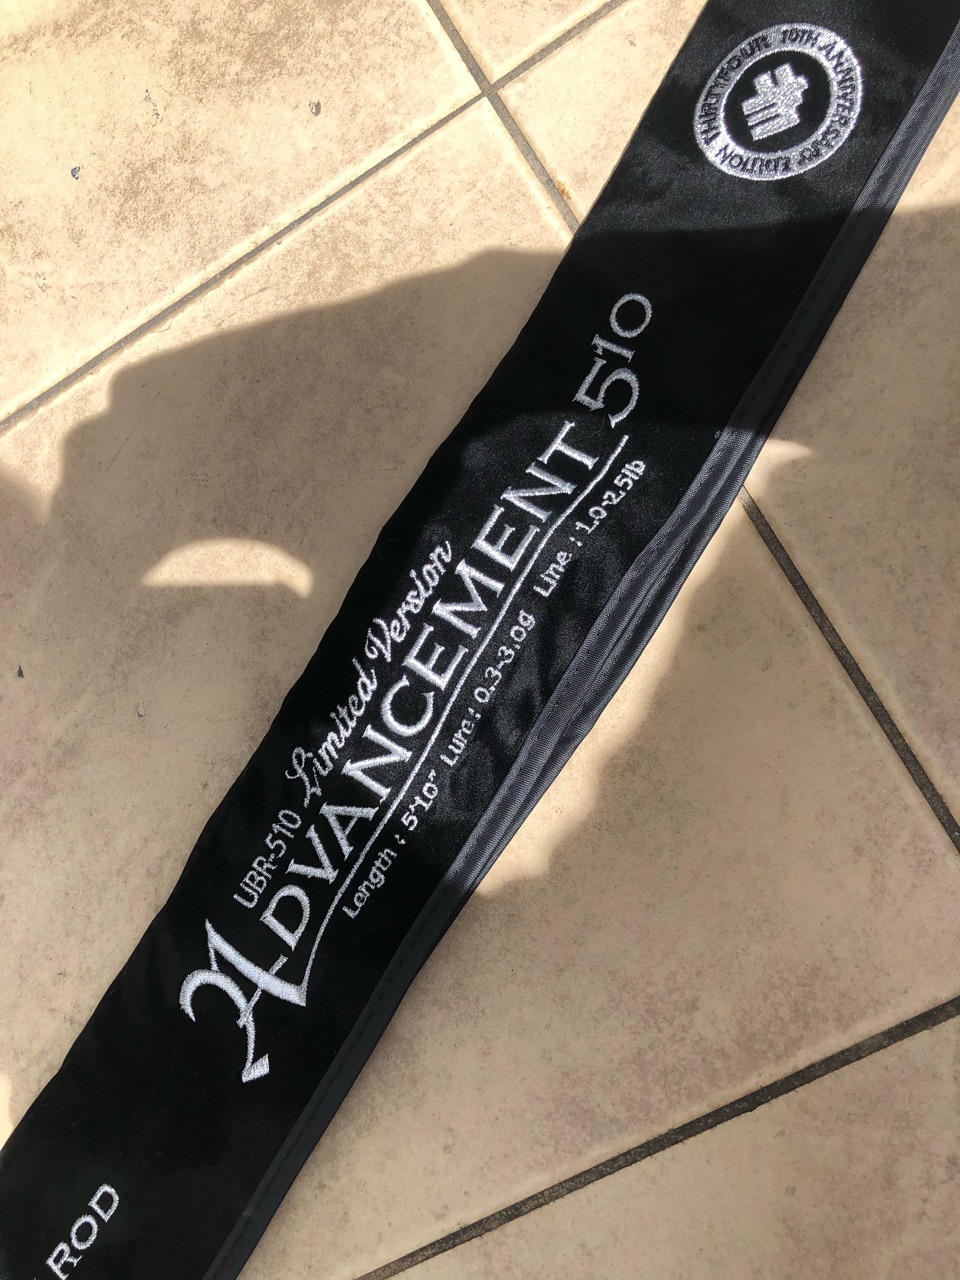 THIRTYFOUR 10TH ANNIVERSARY EDITION
UBR-510 Limited Version
ADVANCEMENT 510
Length : 5'10" Lure : 0.3-3.0g Line : 1.0-2.5lb
ROD